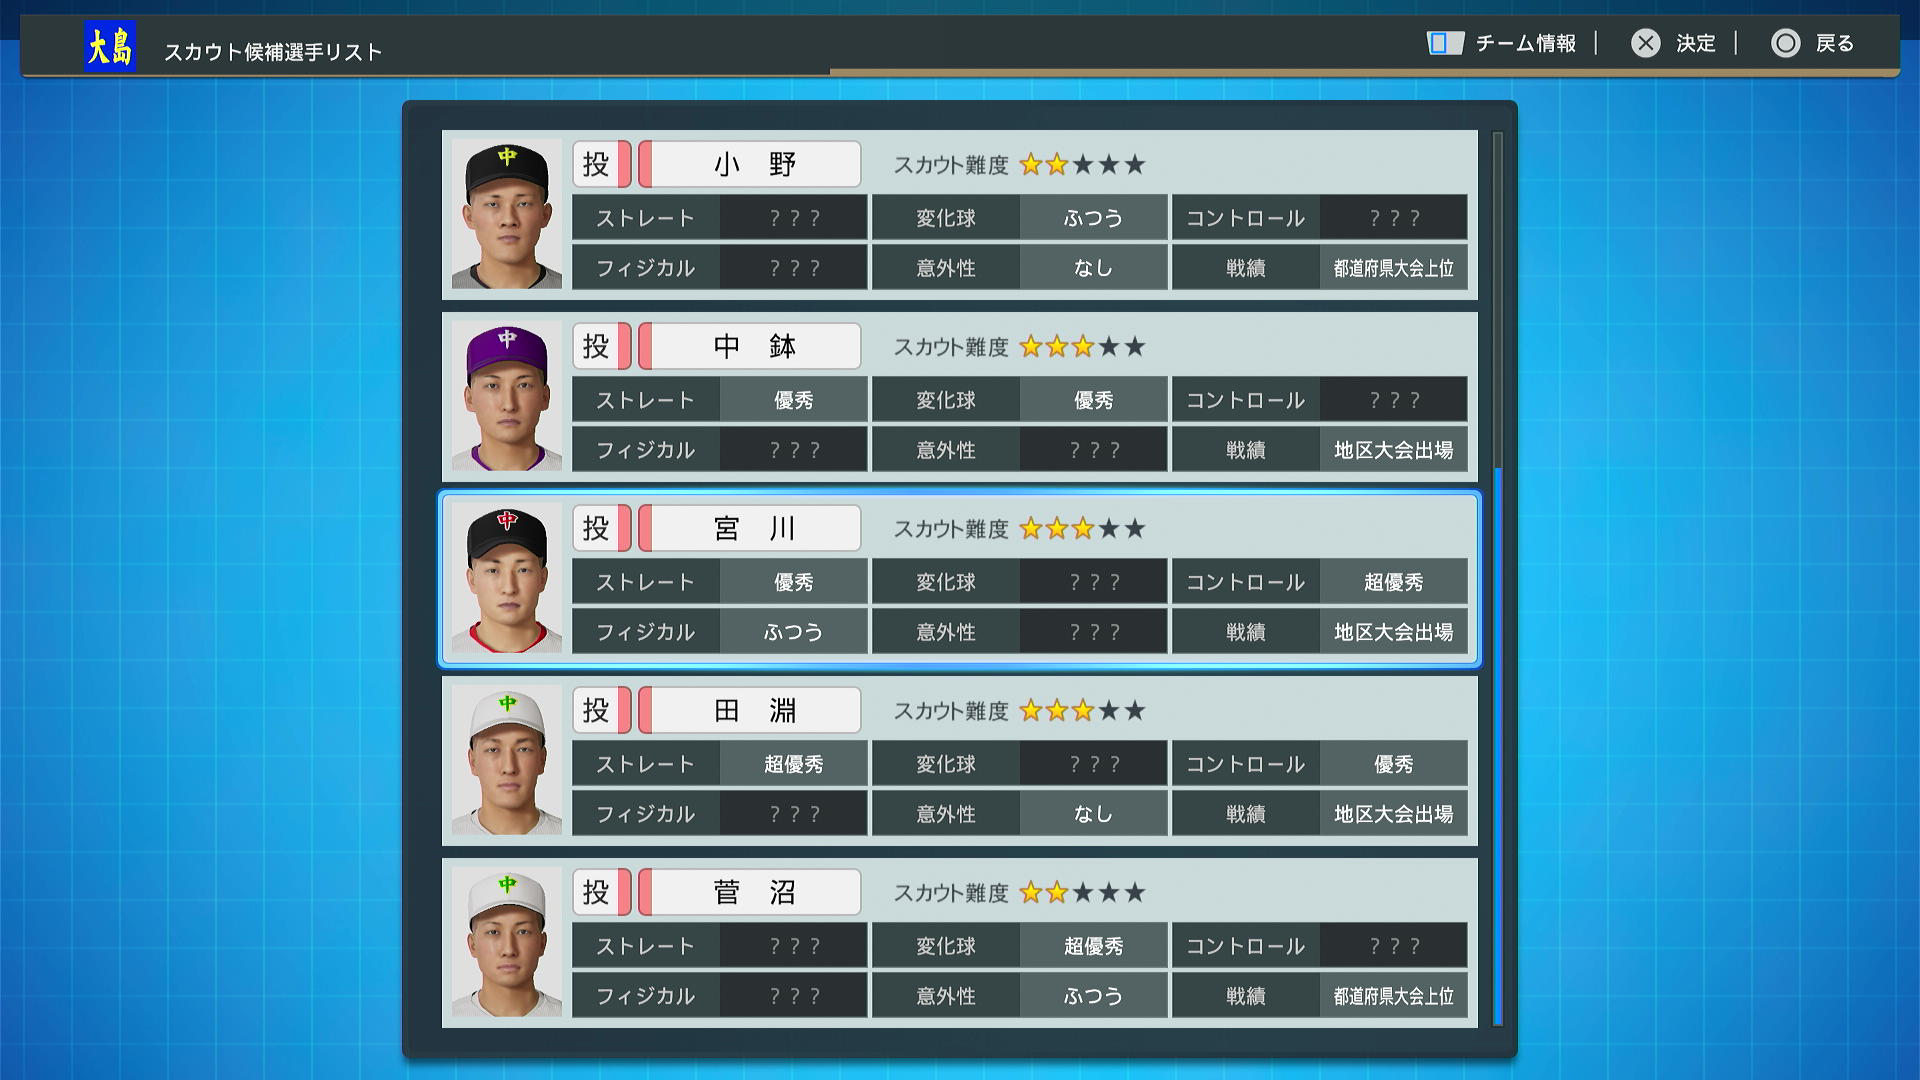 大島 スカウト候補選手リスト チーム情報 | 決定 | 戻る
中
投 小 野 スカウト難度 ★★★★★
ストレート ？？？ 変化球 ふつう コントロール ？？？
フィジカル ？？？ 意外性 なし 戦績 都道府県大会上位
中
投 中 鉢 スカウト難度 ★★★★★
ストレート 優秀 変化球 優秀 コントロール ？？？
フィジカル ？？？ 意外性 ？？？ 戦績 地区大会出場
中
投 宮 川 スカウト難度 ★★★★★
ストレート 優秀 変化球 ？？？ コントロール 超優秀
フィジカル ふつう 意外性 ？？？ 戦績 地区大会出場
中
投 田 淵 スカウト難度 ★★★★★
ストレート 超優秀 変化球 ？？？ コントロール 優秀
フィジカル ？？？ 意外性 なし 戦績 地区大会出場
中
投 菅 沼 スカウト難度 ★★★★★
ストレート ？？？ 変化球 超優秀 コントロール ？？？
フィジカル ？？？ 意外性 ふつう 戦績 都道府県大会上位